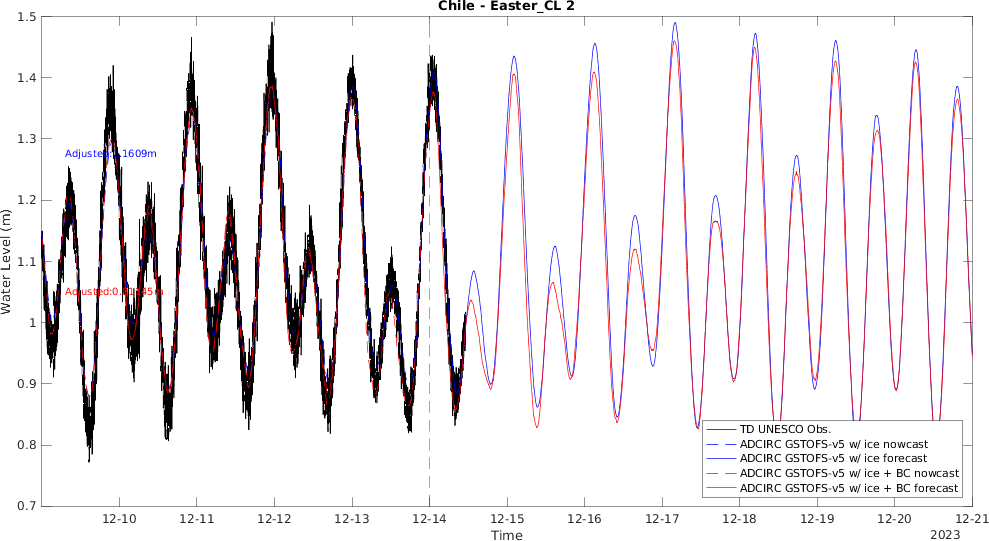 Chile - Easter_CL 2
1.5
1.4
1.3
1.2
1.1
1
0.9
0.8
0.7
Water Level (m)
12-10
12-11
12-12
12-13
12-14
12-15
12-16
12-17
12-18
12-19
12-20
12-21
Time
2023
TD UNESCO Obs.
ADCIRC GSTOFS-v5 w/ ice nowcast
ADCIRC GSTOFS-v5 w/ ice forecast
ADCIRC GSTOFS-v5 w/ ice + BC nowcast
ADCIRC GSTOFS-v5 w/ ice + BC forecast